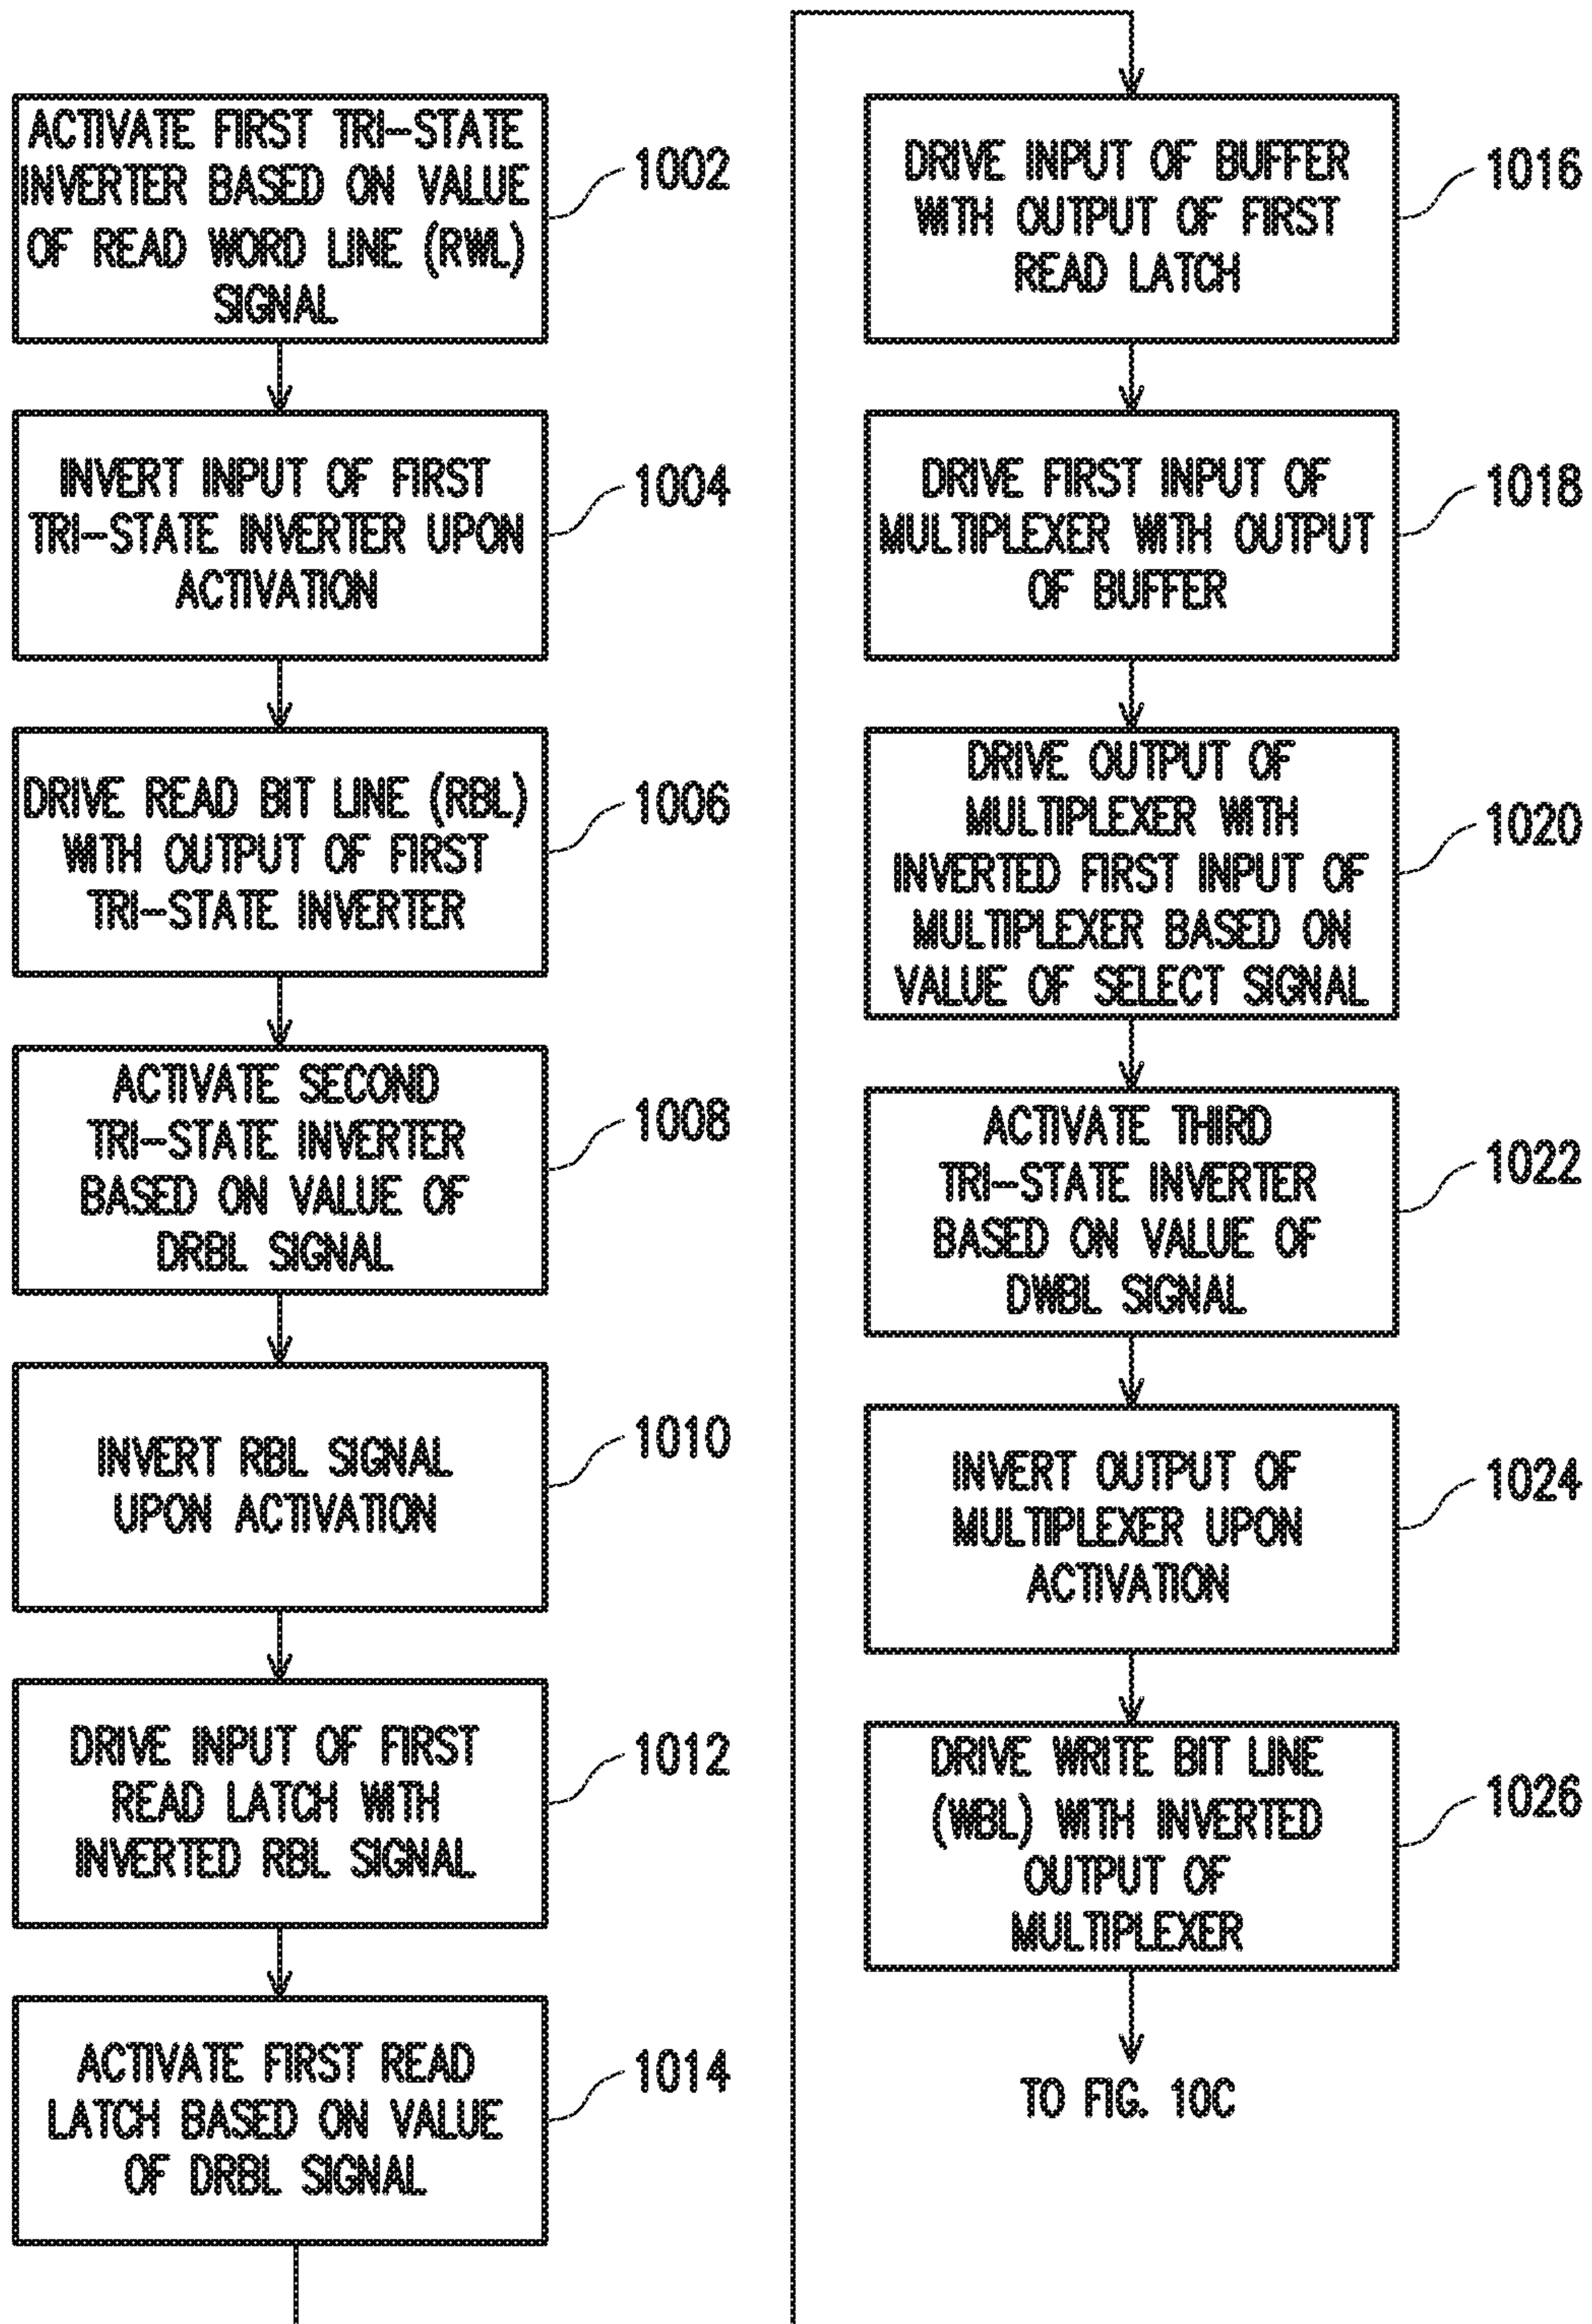 ACTIVATE FIRST TRI-STATE
INVERTER BASED ON VALUE
OF READ WORD LINE (RWL)
SIGNAL
1002
INVERT INPUT OF FIRST
TRI-STATE INVERTER UPON
ACTIVATION
1004
DRIVE READ BIT LINE (RBL)
WITH OUTPUT OF FIRST
TRI-STATE INVERTER
1006
ACTIVATE SECOND
TRI-STATE INVERTER
BASED ON VALUE OF
DRBL SIGNAL
1008
INVERT RBL SIGNAL
UPON ACTIVATION
1010
DRIVE INPUT OF FIRST
READ LATCH WITH
INVERTED RBL SIGNAL
1012
ACTIVATE FIRST READ
LATCH BASED ON VALUE
OF DRBL SIGNAL
1014
DRIVE INPUT OF BUFFER
WITH OUTPUT OF FIRST
READ LATCH
1016
DRIVE FIRST INPUT OF
MULTIPLEXER WITH OUTPUT
OF BUFFER
1018
DRIVE OUTPUT OF
MULTIPLEXER WITH
INVERTED FIRST INPUT OF
MULTIPLEXER BASED ON
VALUE OF SELECT SIGNAL
1020
ACTIVATE THIRD
TRI-STATE INVERTER
BASED ON VALUE OF
DWBL SIGNAL
1022
INVERT OUTPUT OF
MULTIPLEXER UPON
ACTIVATION
1024
DRIVE WRITE BIT LINE
(WBL) WITH INVERTED
OUTPUT OF
MULTIPLEXER
1026
TO FIG. 10C